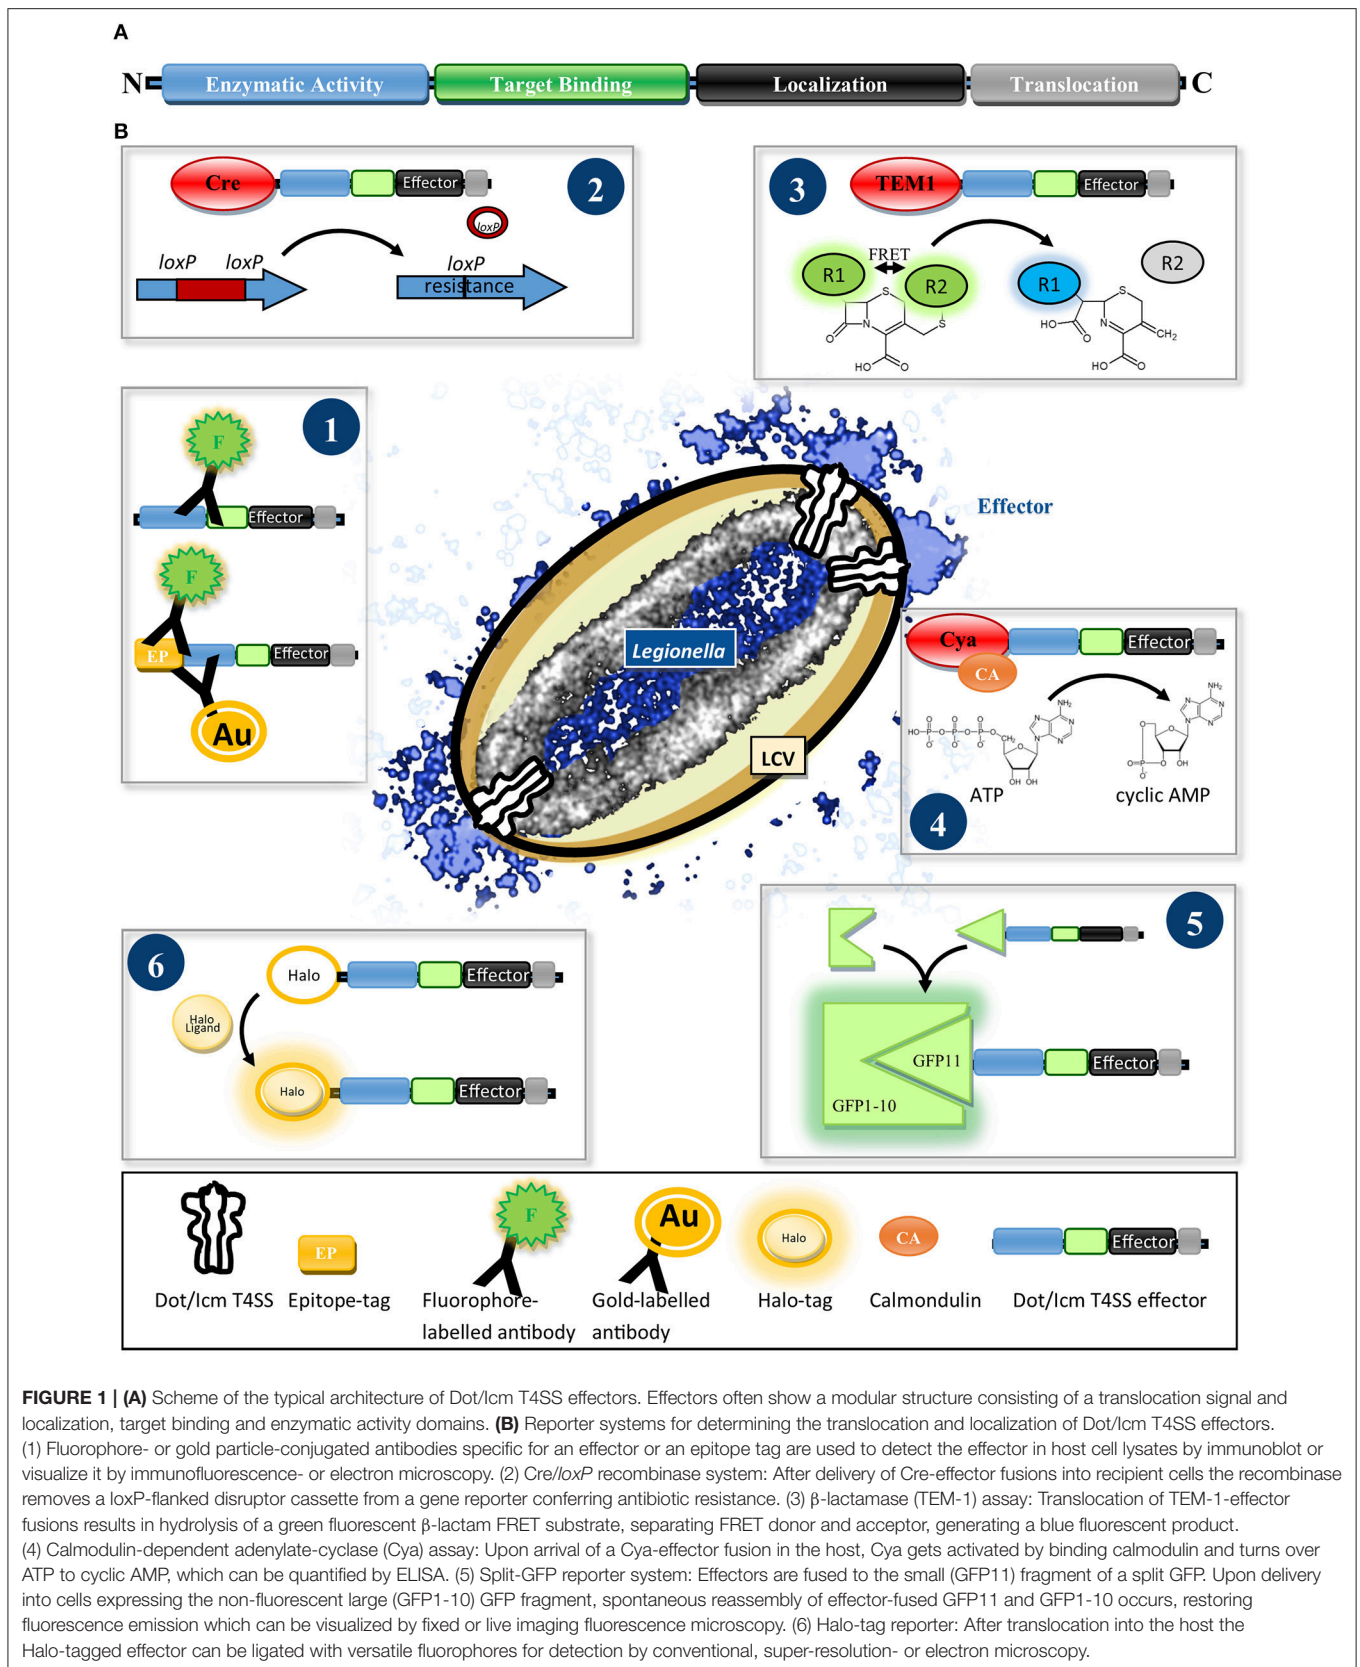 A
N
Enzymatic Activity
Target Binding
Localization
Translocation
C
B
Cre
Effector
2
loxP
loxP
loxP
loxP
resistance
3
TEM1
Effector
FRET
R1
R2
S
O
N
S
HO
O
R1
R2
S
HO
O
N
CH₂
HO
O
1
F
Effector
F
EP
Effector
Au
Effector
Legionella
LCV
Cya
CA
Effector
NH₂
N
N
N
N
HO-P-O-P-O-P-O-CH₂
O
O
O
O⁻
O⁻
O⁻
O
OH OH
ATP
NH₂
N
N
N
N
O
O
O=P-O
OH
O⁻
cyclic AMP
4
5
GFP11
GFP1-10
Effector
6
Halo
Effector
Halo
Ligand
Halo
Effector
F
Au
EP
Halo
CA
Effector
Dot/Icm T4SS
Epitope-tag
Fluorophore-
labelled antibody
Gold-labelled
antibody
Halo-tag
Calmondulin
Dot/Icm T4SS effector
FIGURE 1 | (A) Scheme of the typical architecture of Dot/Icm T4SS effectors. Effectors often show a modular structure consisting of a translocation signal and
localization, target binding and enzymatic activity domains. (B) Reporter systems for determining the translocation and localization of Dot/Icm T4SS effectors.
(1) Fluorophore- or gold particle-conjugated antibodies specific for an effector or an epitope tag are used to detect the effector in host cell lysates by immunoblot or
visualize it by immunofluorescence- or electron microscopy. (2) Cre/loxP recombinase system: After delivery of Cre-effector fusions into recipient cells the recombinase
removes a loxP-flanked disruptor cassette from a gene reporter conferring antibiotic resistance. (3) β-lactamase (TEM-1) assay: Translocation of TEM-1-effector
fusions results in hydrolysis of a green fluorescent β-lactam FRET substrate, separating FRET donor and acceptor, generating a blue fluorescent product.
(4) Calmodulin-dependent adenylate-cyclase (Cya) assay: Upon arrival of a Cya-effector fusion in the host, Cya gets activated by binding calmodulin and turns over
ATP to cyclic AMP, which can be quantified by ELISA. (5) Split-GFP reporter system: Effectors are fused to the small (GFP11) fragment of a split GFP. Upon delivery
into cells expressing the non-fluorescent large (GFP1-10) GFP fragment, spontaneous reassembly of effector-fused GFP11 and GFP1-10 occurs, restoring
fluorescence emission which can be visualized by fixed or live imaging fluorescence microscopy. (6) Halo-tag reporter: After translocation into the host the
Halo-tagged effector can be ligated with versatile fluorophores for detection by conventional, super-resolution- or electron microscopy.